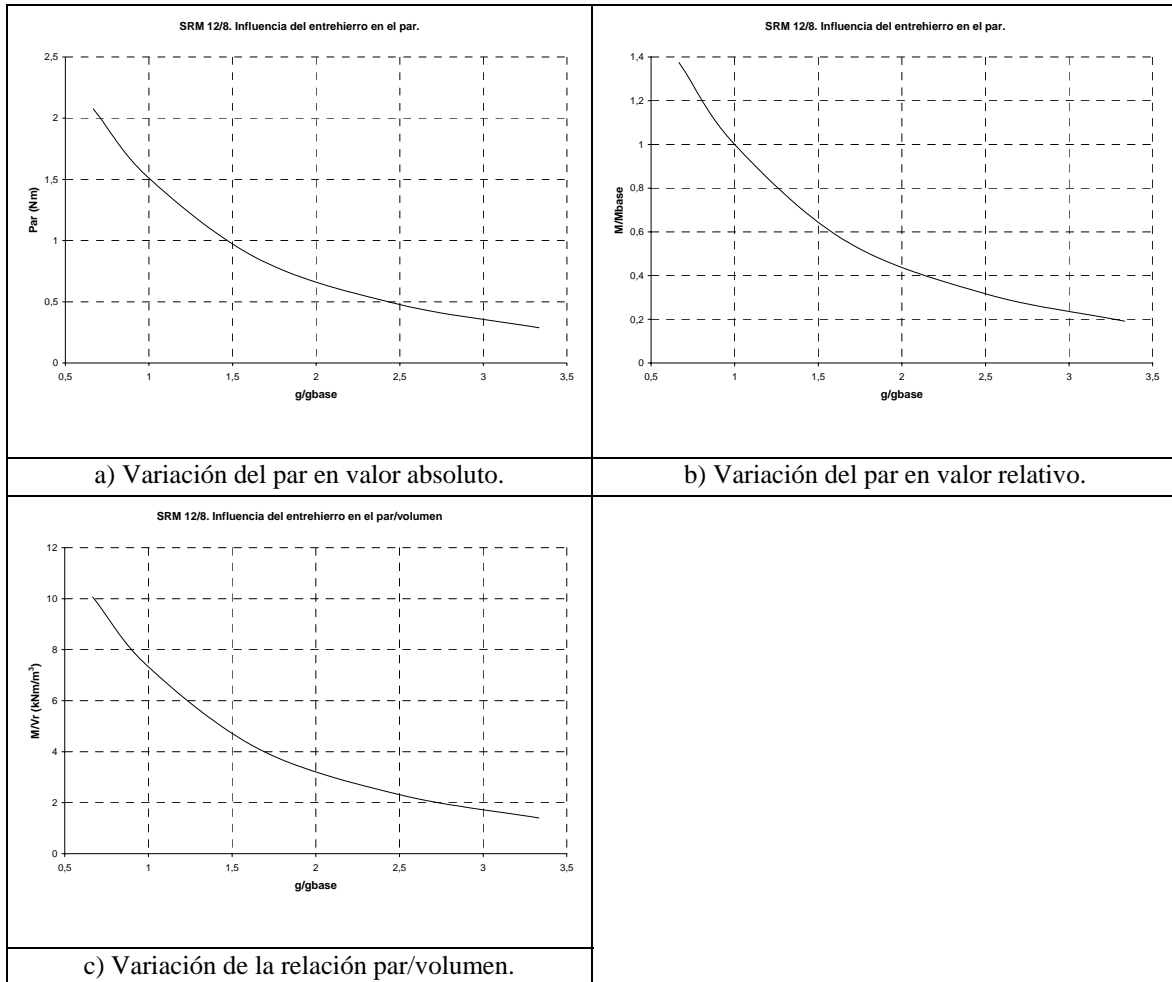 SRM 12/8. Influencia del entrehierro en el par.
2,5
2
1,5
1
0,5
0
Par (Nm)
0,5 1 1,5 2 2,5 3 3,5
g/gbase
a) Variación del par en valor absoluto.
SRM 12/8. Influencia del entrehierro en el par.
1,4
1,2
1
0,8
0,6
0,4
0,2
0
M/Mbase
0,5 1 1,5 2 2,5 3 3,5
g/gbase
b) Variación del par en valor relativo.
SRM 12/8. Influencia del entrehierro en el par/volumen
12
10
8
6
4
2
0
M/Vr (kNm/m³)
0,5 1 1,5 2 2,5 3 3,5
g/gbase
c) Variación de la relación par/volumen.